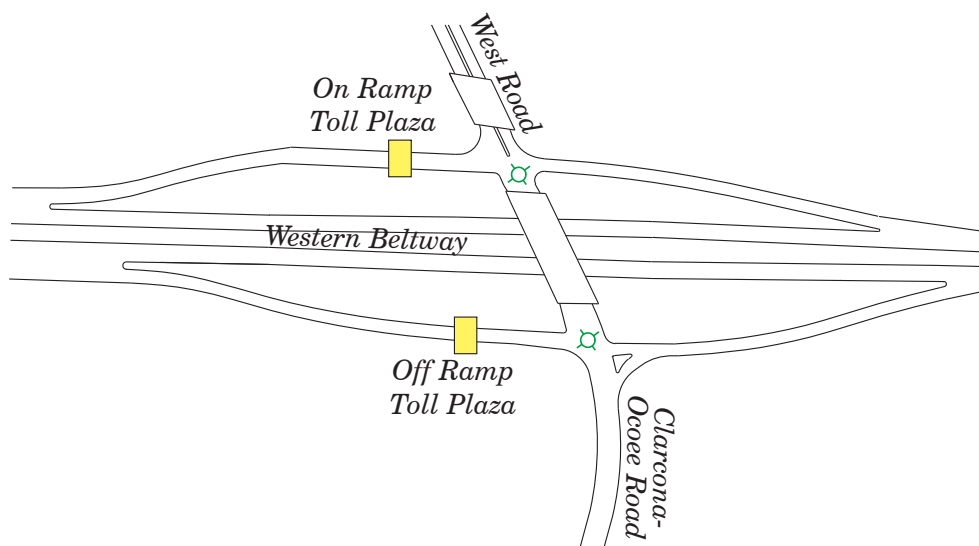 West Road
On Ramp
Toll Plaza
Western Beltway
Off Ramp
Toll Plaza
Clarcona-
Ocoee Road